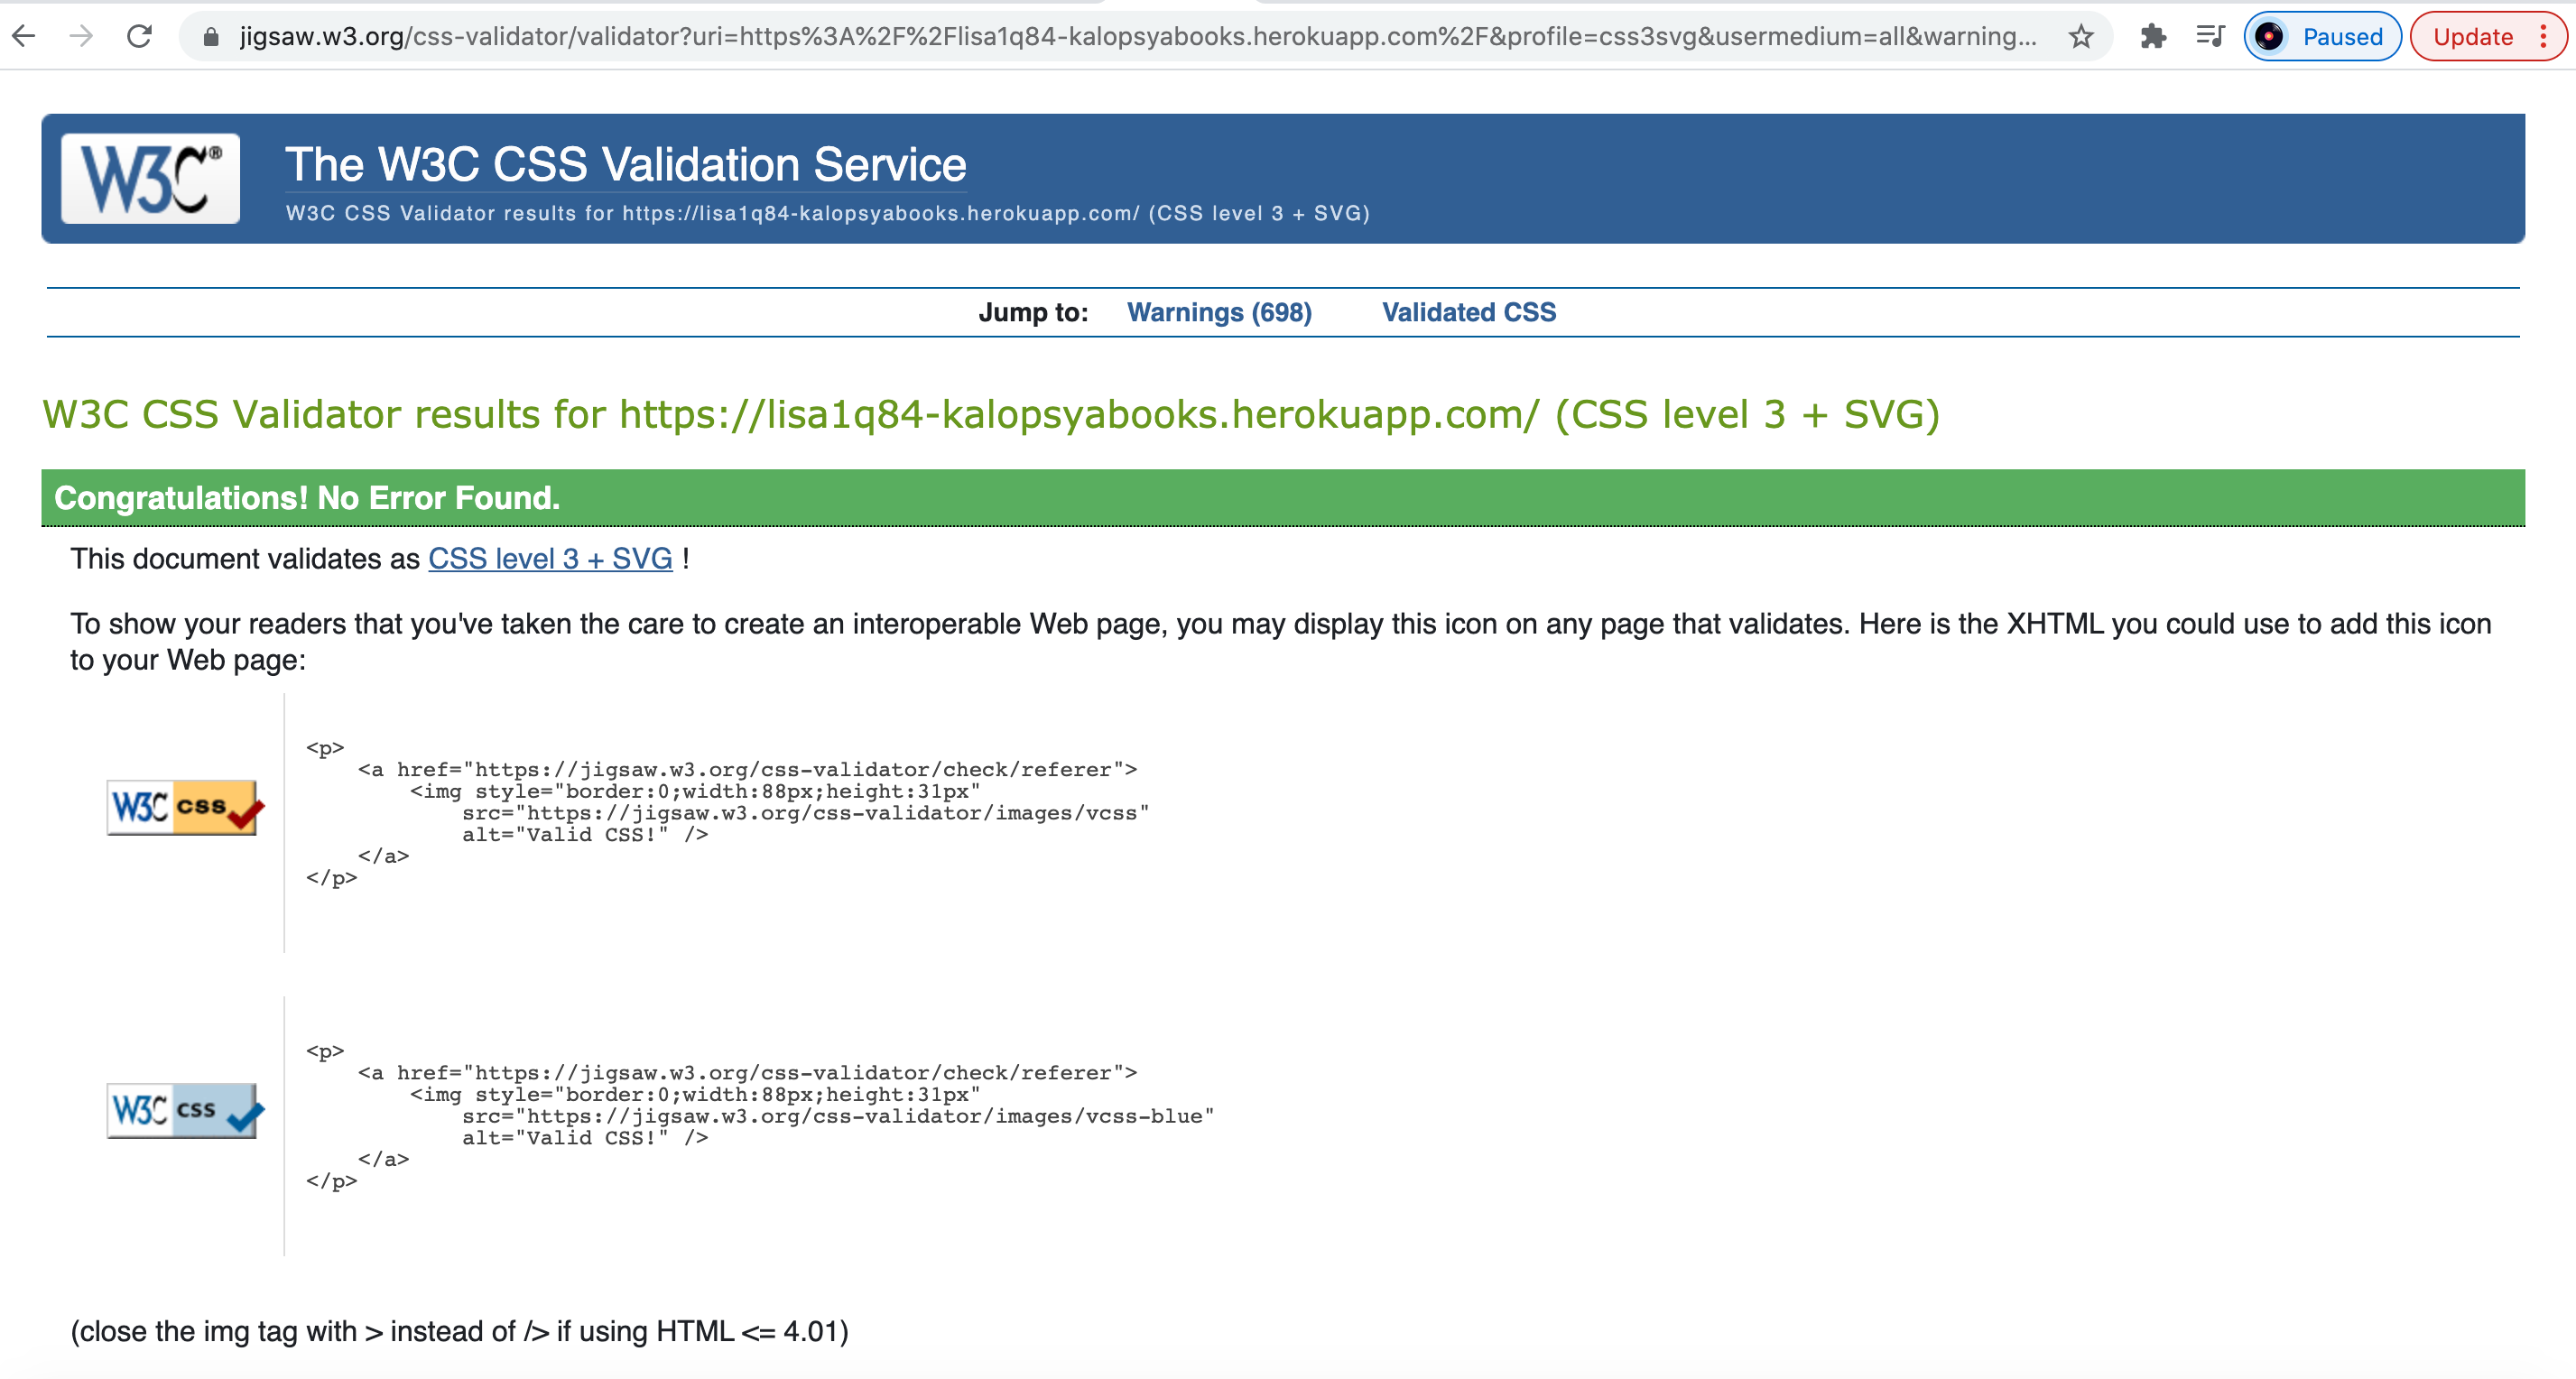 jigsaw.w3.org/css-validator/validator?uri=https%3A%2F%2Flisa1q84-kalopsyabooks.herokuapp.com%2F&profile=css3svg&usermedium=all&warning...
Paused
Update
W3C®
The W3C CSS Validation Service
W3C CSS Validator results for https://lisa1q84-kalopsyabooks.herokuapp.com/ (CSS level 3 + SVG)
Jump to: Warnings (698) Validated CSS
W3C CSS Validator results for https://lisa1q84-kalopsyabooks.herokuapp.com/ (CSS level 3 + SVG)
Congratulations! No Error Found.
This document validates as CSS level 3 + SVG !
To show your readers that you've taken the care to create an interoperable Web page, you may display this icon on any page that validates. Here is the XHTML you could use to add this icon
to your Web page:
W3C css
<p>
    <a href="https://jigsaw.w3.org/css-validator/check/referer">
        <img style="border:0;width:88px;height:31px"
            src="https://jigsaw.w3.org/css-validator/images/vcss"
            alt="Valid CSS!" />
    </a>
</p>
W3C css
<p>
    <a href="https://jigsaw.w3.org/css-validator/check/referer">
        <img style="border:0;width:88px;height:31px"
            src="https://jigsaw.w3.org/css-validator/images/vcss-blue"
            alt="Valid CSS!" />
    </a>
</p>
(close the img tag with > instead of /> if using HTML <= 4.01)